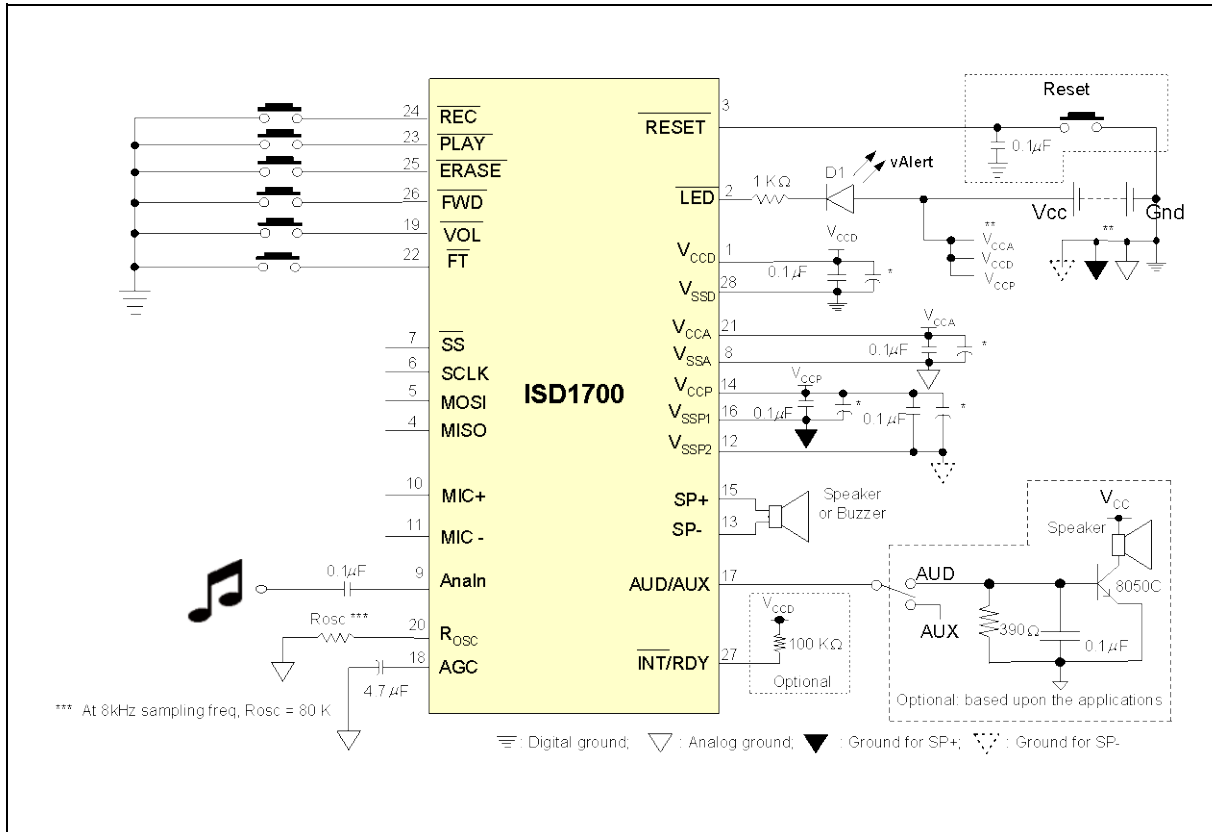 24
REC
23
PLAY
25
ERASE
26
FWD
19
VOL
22
FT
7
SS
6
SCLK
5
MOSI
4
MISO
10
MIC+
11
MIC -
0.1µF
9
AnaIn
Rosc ***
20
ROSC
18
AGC
4.7µF
*** At 8kHz sampling freq, Rosc = 80 K
ISD1700
3
RESET
Reset
0.1µF
LED
2
1 KΩ
D1
vAlert
Vcc
Gnd
**
VCCA
VCCD
VCCP
**
VCCD
1
VCCD
0.1µF
*
VSSD
28
VCCA
21
VCCA
0.1µF
*
VSSA
8
VCCP
14
VCCP
0.1µF
*
0.1µF
*
VSSP1
16
VSSP2
12
SP+
15
Speaker
or Buzzer
SP-
13
AUD/AUX
17
AUD
AUX
VCC
Speaker
8050C
390Ω
0.1µF
Optional: based upon the applications
INT/RDY
27
VCCD
100 KΩ
Optional
: Digital ground; : Analog ground; : Ground for SP+; : Ground for SP-